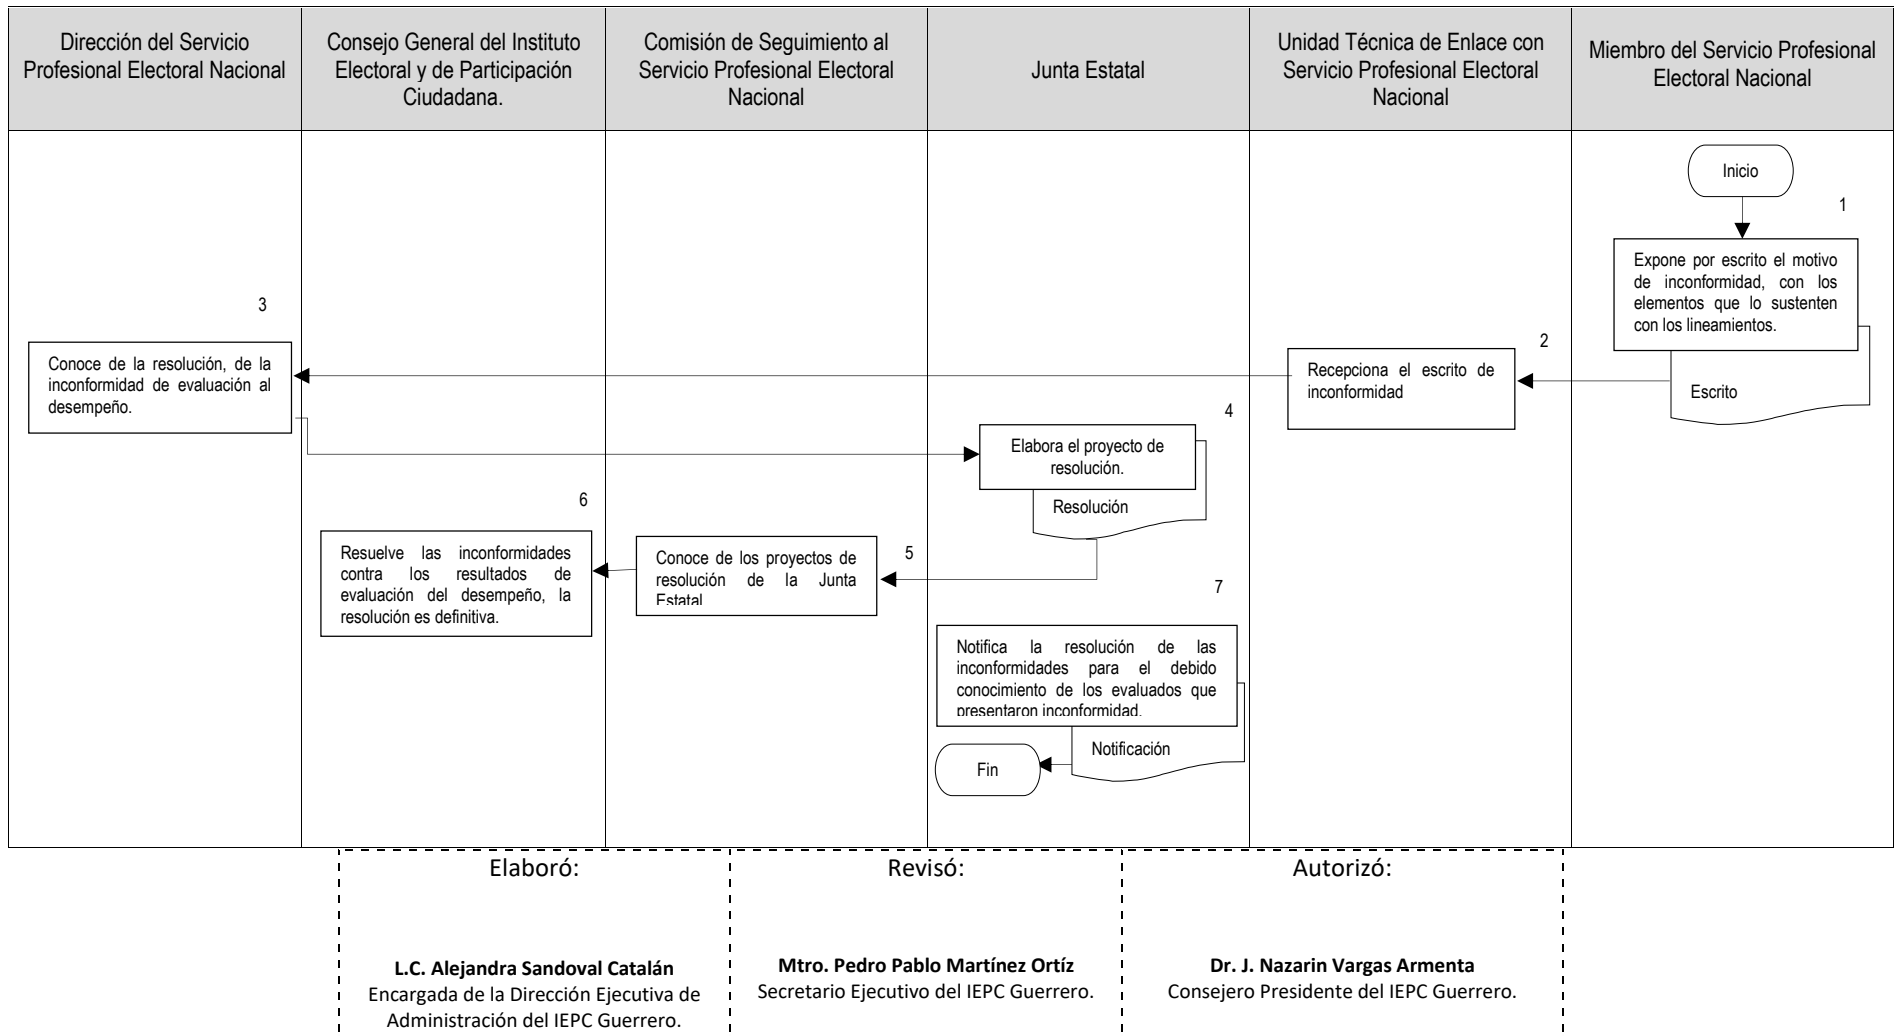 Dirección del Servicio
Profesional Electoral Nacional
Consejo General del Instituto
Electoral y de Participación
Ciudadana.
Comisión de Seguimiento al
Servicio Profesional Electoral
Nacional
Junta Estatal
Unidad Técnica de Enlace con
Servicio Profesional Electoral
Nacional
Miembro del Servicio Profesional
Electoral Nacional
Inicio
1
Expone por escrito el motivo
de inconformidad, con los
elementos que lo sustenten
con los lineamientos.
Escrito
2
Recepciona el escrito de
inconformidad
3
Conoce de la resolución, de la
inconformidad de evaluación al
desempeño.
4
Elabora el proyecto de
resolución.
Resolución
5
Conoce de los proyectos de
resolución de la Junta
Estatal
6
Resuelve las inconformidades
contra los resultados de
evaluación del desempeño, la
resolución es definitiva.
7
Notifica la resolución de las
inconformidades para el debido
conocimiento de los evaluados que
presentaron inconformidad.
Notificación
Fin
Elaboró:
L.C. Alejandra Sandoval Catalán
Encargada de la Dirección Ejecutiva de
Administración del IEPC Guerrero.
Revisó:
Mtro. Pedro Pablo Martínez Ortíz
Secretario Ejecutivo del IEPC Guerrero.
Autorizó:
Dr. J. Nazarin Vargas Armenta
Consejero Presidente del IEPC Guerrero.